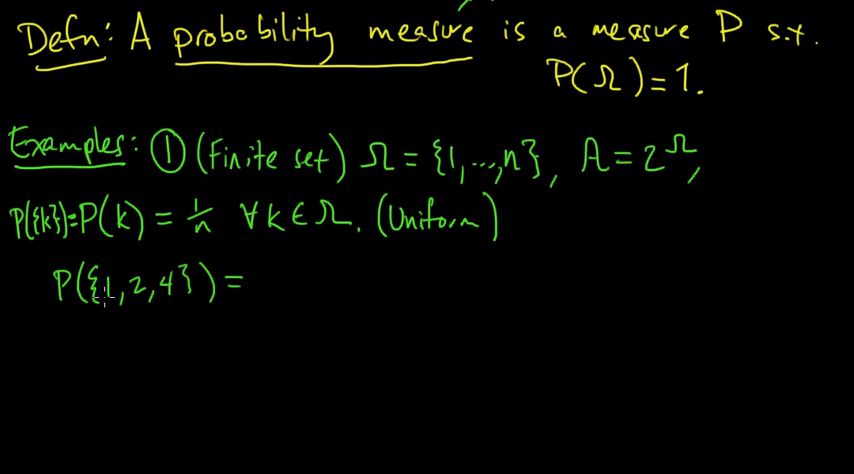 Defn: A probability measure is a measure P s.t.
P(Ω)=1.
Examples: ① (Finite set) Ω = {1,...,n}, A = 2^Ω,
P({k})=P(k) = 1/n ∀k∈Ω. (Uniform)
P({1,2,4}) =